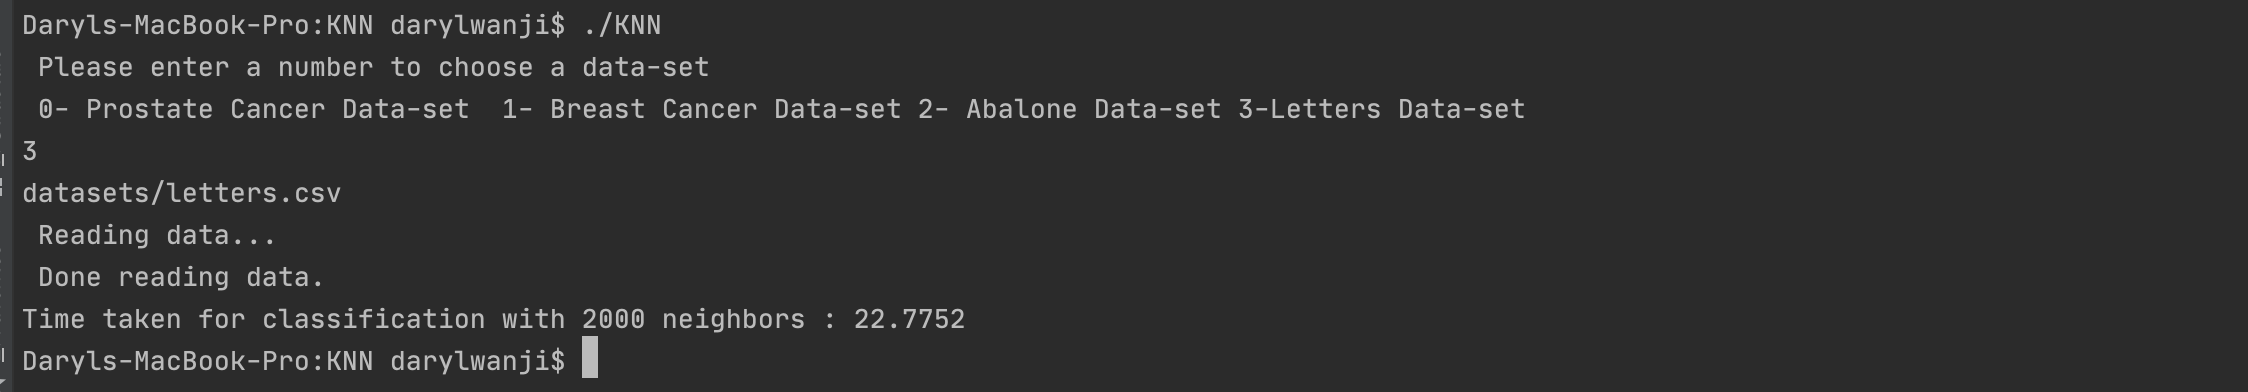 Daryls-MacBook-Pro:KNN darylwanji$ ./KNN
Please enter a number to choose a data-set
0- Prostate Cancer Data-set  1- Breast Cancer Data-set 2- Abalone Data-set 3-Letters Data-set
3
datasets/letters.csv
Reading data...
Done reading data.
Time taken for classification with 2000 neighbors : 22.7752
Daryls-MacBook-Pro:KNN darylwanji$